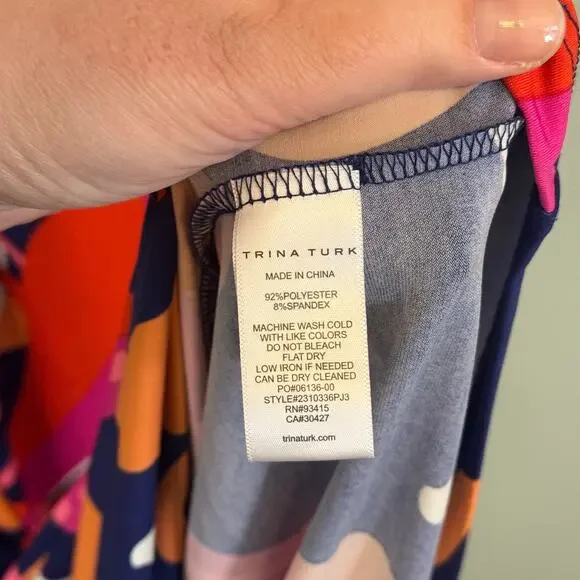 TRINA TURK
MADE IN CHINA
92%POLYESTER
8%SPANDEX
MACHINE WASH COLD
WITH LIKE COLORS
DO NOT BLEACH
FLAT DRY
LOW IRON IF NEEDED
CAN BE DRY CLEANED
PO#06136-00
STYLE#2310336PJ3
RN#93415
CA#30427
trinaturk.com